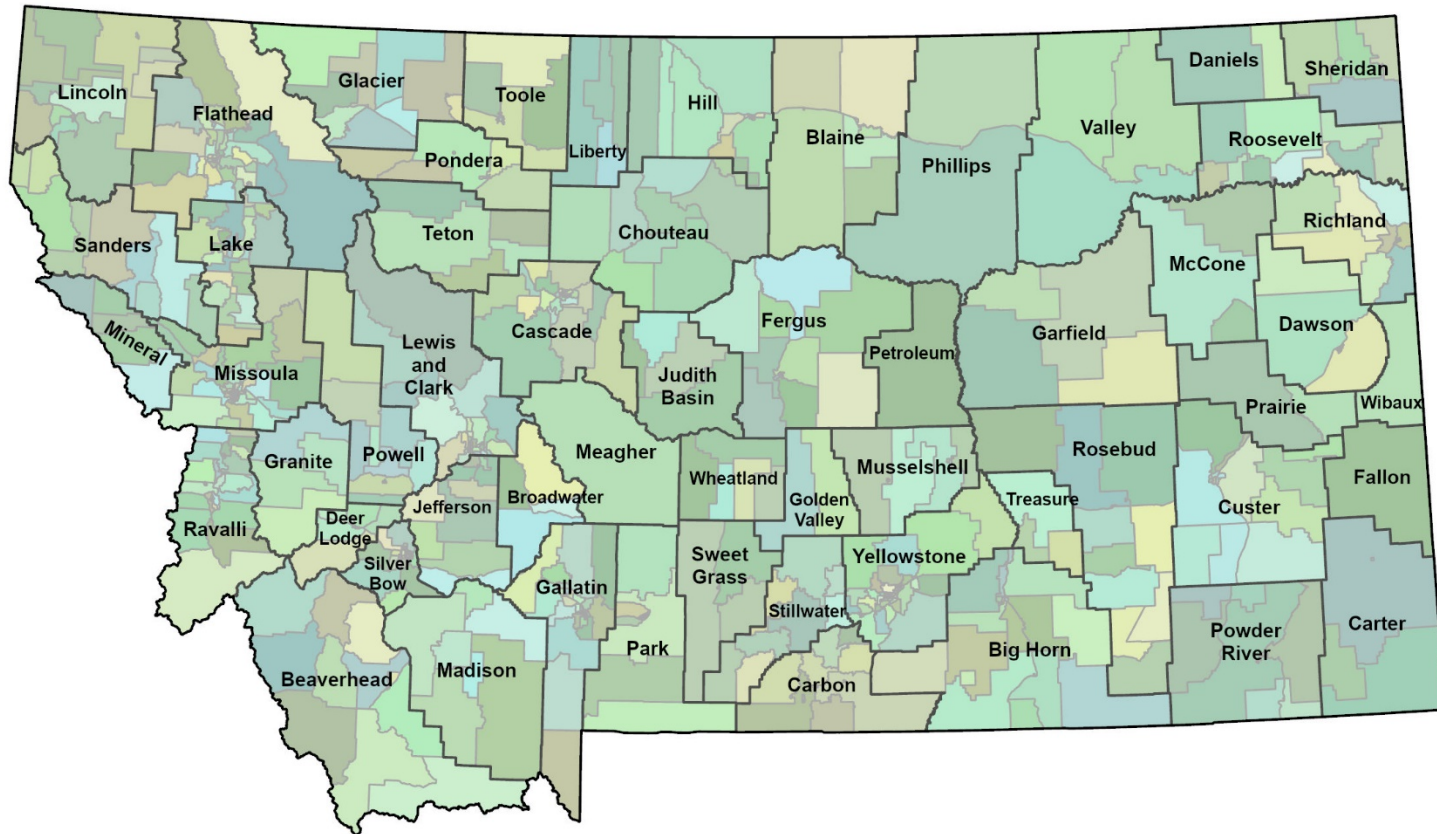 Lincoln
Flathead
Glacier
Toole
Liberty
Hill
Blaine
Phillips
Valley
Daniels
Sheridan
Roosevelt
Pondera
Teton
Chouteau
Sanders
Lake
Richland
McCone
Dawson
Mineral
Missoula
Lewis
and
Clark
Cascade
Judith
Basin
Fergus
Petroleum
Garfield
Prairie
Wibaux
Granite
Powell
Meagher
Wheatland
Golden
Valley
Musselshell
Rosebud
Treasure
Custer
Fallon
Ravalli
Deer
Lodge
Silver
Bow
Jefferson
Broadwater
Gallatin
Sweet
Grass
Stillwater
Yellowstone
Beaverhead
Madison
Park
Carbon
Big Horn
Powder
River
Carter